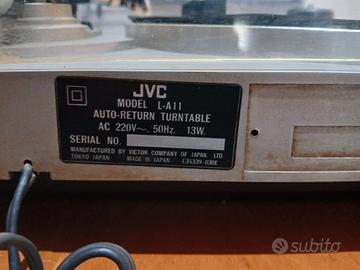 JVC
MODEL L-A11
AUTO-RETURN TURNTABLE
AC 220V~. 50Hz. 13W.
SERIAL NO.
MANUFACTURED BY VICTOR COMPANY OF JAPAN. LTD.
TOKYO JAPAN MADE IN JAPAN E35339-030E
subito